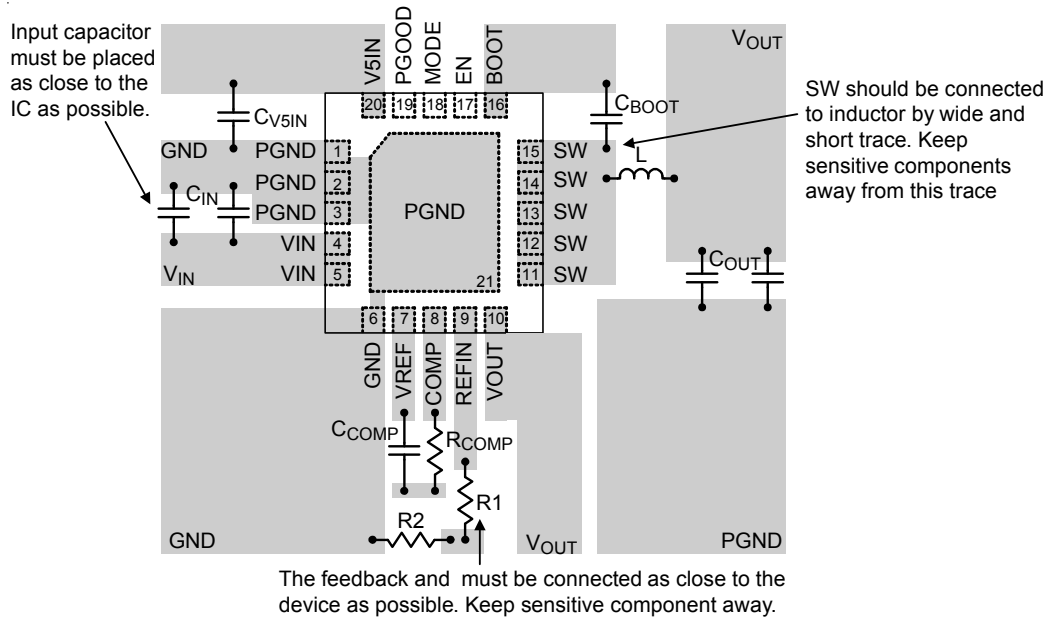 Input capacitor
must be placed
as close to the
IC as possible.
V5IN
PGOOD
MODE
EN
BOOT
VOUT
20
19
18
17
16
CV5IN
CBOOT
SW should be connected
to inductor by wide and
short trace. Keep
sensitive components
away from this trace
GND
PGND
1
15
SW
L
PGND
2
14
SW
CIN
PGND
3
PGND
13
SW
VIN
4
12
SW
COUT
VIN
VIN
5
21
11
SW
6
7
8
9
10
GND
VREF
COMP
REFIN
VOUT
CCOMP
RCOMP
R1
R2
GND
VOUT
PGND
The feedback and must be connected as close to the
device as possible. Keep sensitive component away.